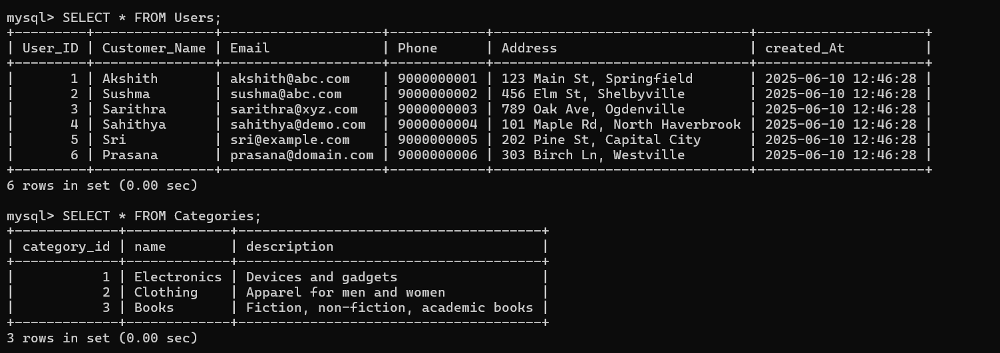 mysql> SELECT * FROM Users;
+---------+---------------+--------------------+------------+--------------------------------+---------------------+
| User_ID | Customer_Name | Email              | Phone      | Address                        | created_At          |
+---------+---------------+--------------------+------------+--------------------------------+---------------------+
|       1 | Akshith       | akshith@abc.com    | 9000000001 | 123 Main St, Springfield       | 2025-06-10 12:46:28 |
|       2 | Sushma        | sushma@abc.com     | 9000000002 | 456 Elm St, Shelbyville        | 2025-06-10 12:46:28 |
|       3 | Sarithra      | sarithra@xyz.com   | 9000000003 | 789 Oak Ave, Ogdenville        | 2025-06-10 12:46:28 |
|       4 | Sahithya      | sahithya@demo.com  | 9000000004 | 101 Maple Rd, North Haverbrook | 2025-06-10 12:46:28 |
|       5 | Sri           | sri@example.com    | 9000000005 | 202 Pine St, Capital City      | 2025-06-10 12:46:28 |
|       6 | Prasana       | prasana@domain.com | 9000000006 | 303 Birch Ln, Westville        | 2025-06-10 12:46:28 |
+---------+---------------+--------------------+------------+--------------------------------+---------------------+
6 rows in set (0.00 sec)

mysql> SELECT * FROM Categories;
+-------------+-------------+--------------------------------------+
| category_id | name        | description                          |
+-------------+-------------+--------------------------------------+
|           1 | Electronics | Devices and gadgets                  |
|           2 | Clothing    | Apparel for men and women            |
|           3 | Books       | Fiction, non-fiction, academic books |
+-------------+-------------+--------------------------------------+
3 rows in set (0.00 sec)